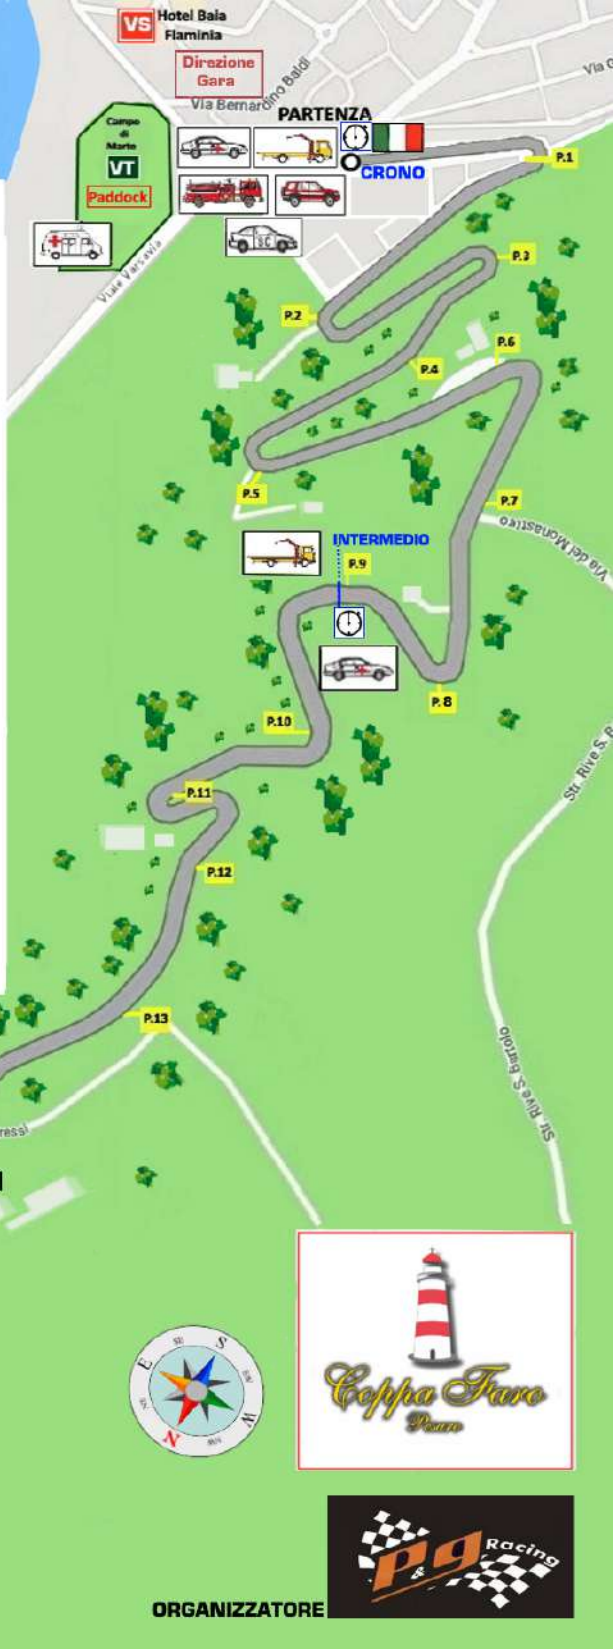 VS
Hotel Baia
Flaminia
Direzione
Gara
Via Bernardino Baldi
PARTENZA
CRONO
Campo
di
Marte
VT
Paddock
SC
Viale Varsavia
P.1
P.2
P.3
P.4
P.5
P.6
P.7
Via del Monastero
INTERMEDIO
P.9
P.8
P.10
P.11
P.12
Str. Rive S. B
P.13
Str. Rive S. Bartolo
ressi
S
E
W
N
Coppa Faro
Pesaro
P&g Racing
ORGANIZZATORE